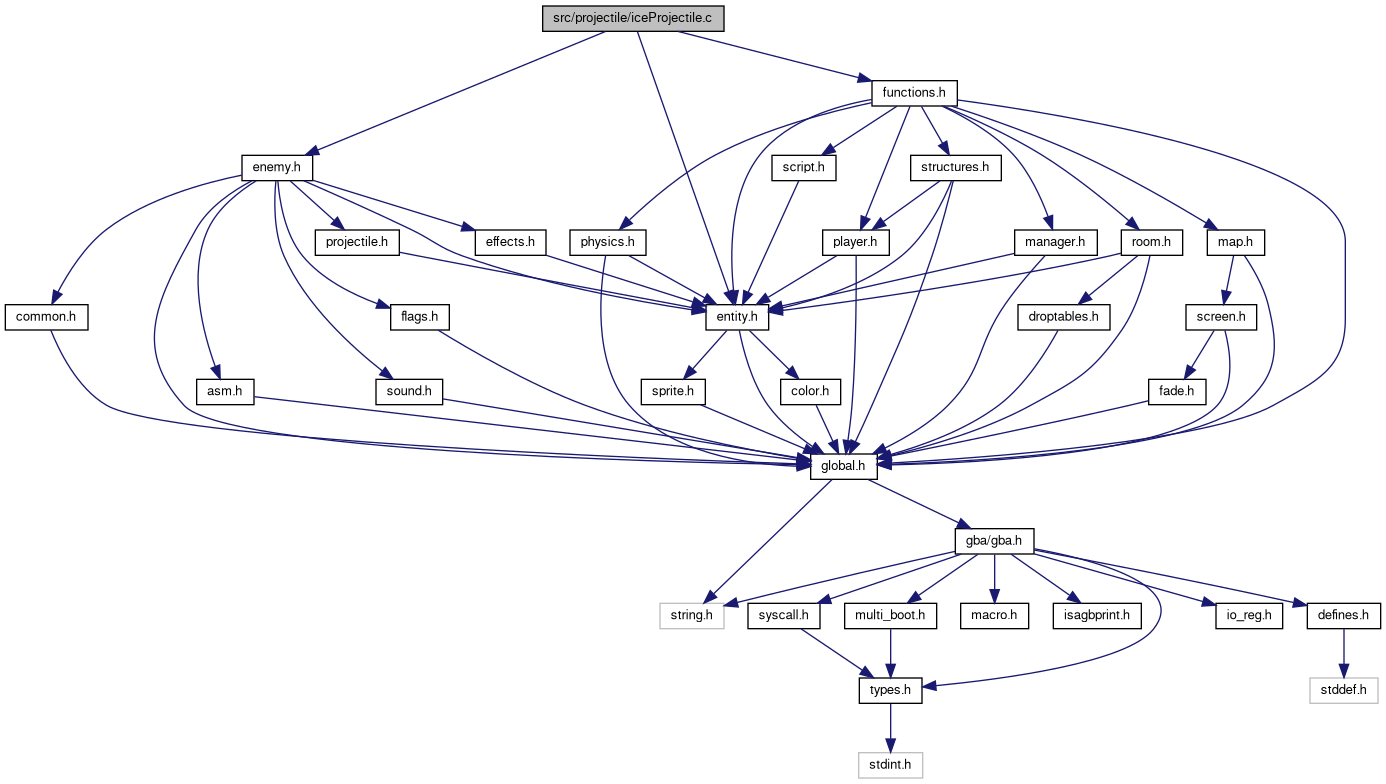 src/projectile/iceProjectile.c
functions.h
enemy.h
script.h
structures.h
projectile.h
effects.h
physics.h
player.h
manager.h
room.h
map.h
common.h
flags.h
entity.h
droptables.h
screen.h
asm.h
sound.h
sprite.h
color.h
fade.h
global.h
gba/gba.h
string.h
syscall.h
multi_boot.h
macro.h
isagbprint.h
io_reg.h
defines.h
types.h
stddef.h
stdint.h